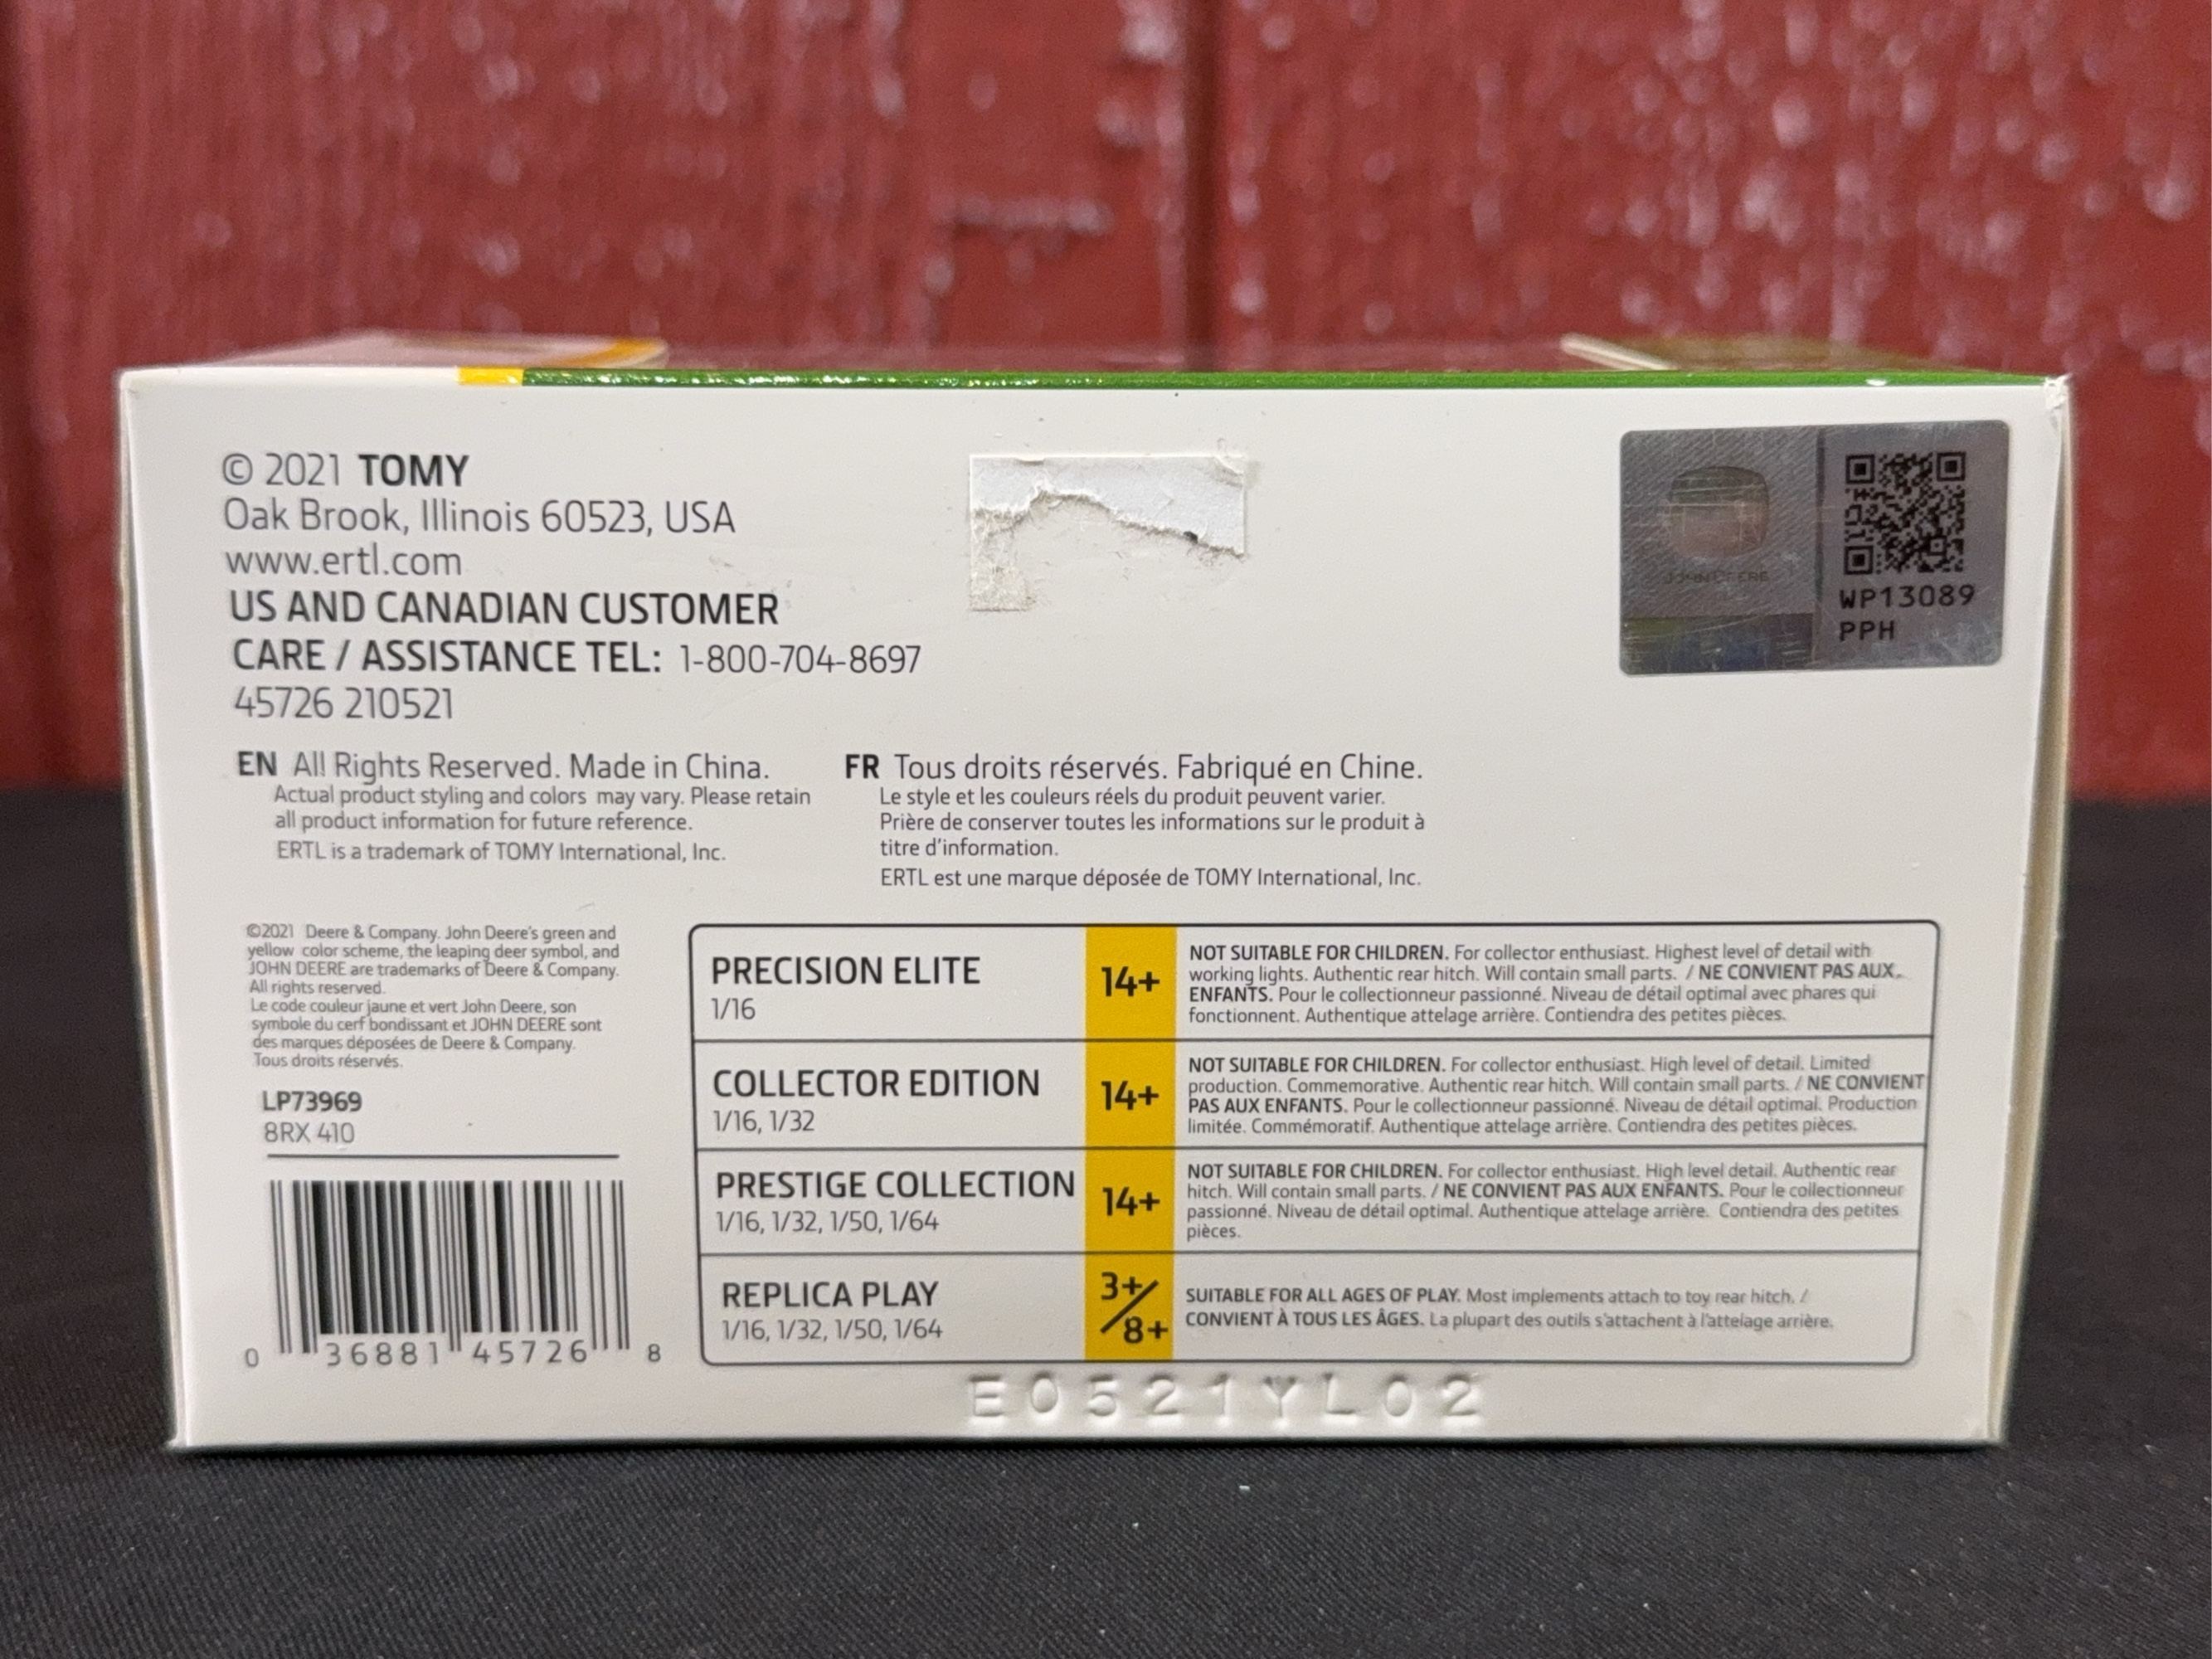 © 2021 TOMY
Oak Brook, Illinois 60523, USA
www.ertl.com
US AND CANADIAN CUSTOMER
CARE / ASSISTANCE TEL: 1-800-704-8697
45726 210521
JOHN DEERE
WP13089
PPH
EN All Rights Reserved. Made in China.
Actual product styling and colors may vary. Please retain
all product information for future reference.
ERTL is a trademark of TOMY International, Inc.
FR Tous droits réservés. Fabriqué en Chine.
Le style et les couleurs réels du produit peuvent varier.
Prière de conserver toutes les informations sur le produit à
titre d'information.
ERTL est une marque déposée de TOMY International, Inc.
©2021 Deere & Company. John Deere's green and
yellow color scheme, the leaping deer symbol, and
JOHN DEERE are trademarks of Deere & Company.
All rights reserved.
Le code couleur jaune et vert John Deere, son
symbole du cerf bondissant et JOHN DEERE sont
des marques déposées de Deere & Company.
Tous droits réservés.
LP73969
8RX 410
0 36881 45726 8
PRECISION ELITE
1/16
14+
NOT SUITABLE FOR CHILDREN. For collector enthusiast. Highest level of detail with
working lights. Authentic rear hitch. Will contain small parts. / NE CONVIENT PAS AUX
ENFANTS. Pour le collectionneur passionné. Niveau de détail optimal avec phares qui
fonctionnent. Authentique attelage arrière. Contiendra des petites pièces.
COLLECTOR EDITION
1/16, 1/32
14+
NOT SUITABLE FOR CHILDREN. For collector enthusiast. High level of detail. Limited
production. Commemorative. Authentic rear hitch. Will contain small parts. / NE CONVIENT
PAS AUX ENFANTS. Pour le collectionneur passionné. Niveau de détail optimal. Production
limitée. Commémoratif. Authentique attelage arrière. Contiendra des petites pièces.
PRESTIGE COLLECTION
1/16, 1/32, 1/50, 1/64
14+
NOT SUITABLE FOR CHILDREN. For collector enthusiast. High level detail. Authentic rear
hitch. Will contain small parts. / NE CONVIENT PAS AUX ENFANTS. Pour le collectionneur
passionné. Niveau de détail optimal. Authentique attelage arrière. Contiendra des petites
pièces.
REPLICA PLAY
1/16, 1/32, 1/50, 1/64
3+/8+
SUITABLE FOR ALL AGES OF PLAY. Most implements attach to toy rear hitch. /
CONVIENT À TOUS LES ÂGES. La plupart des outils s'attachent à l'attelage arrière.
E0521YL02